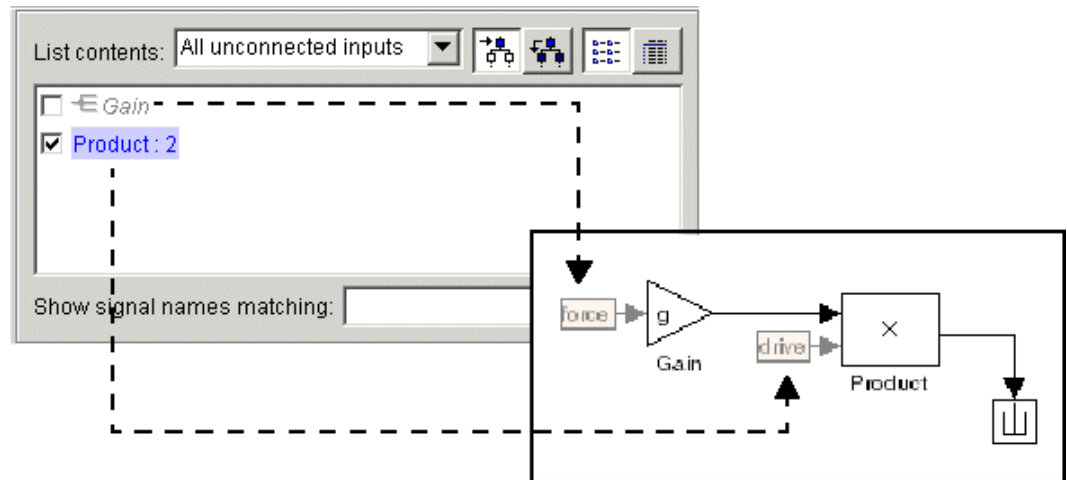 List contents: All unconnected inputs
Gain
Product : 2
Show signal names matching:
force
g
Gain
drive
×
Product